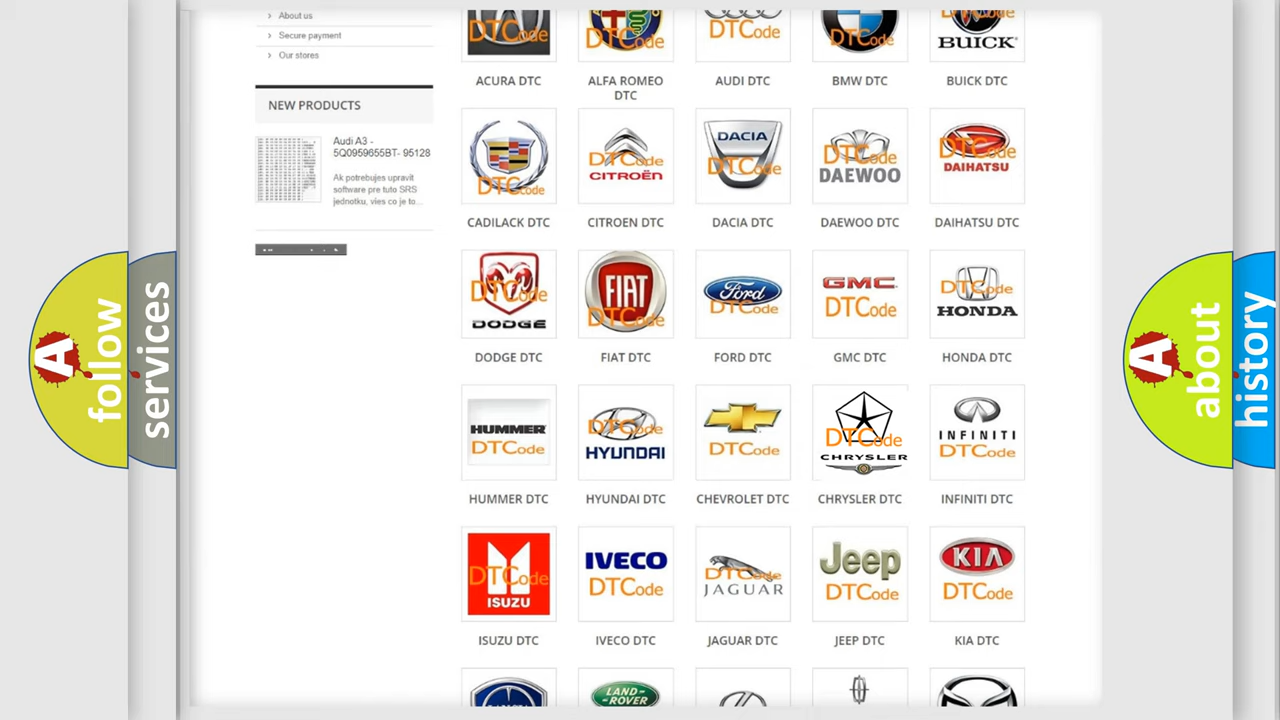 About us
Secure payment
Our stores
NEW PRODUCTS
Audi A3 -
5Q0959655BT- 95128
Ak potrebujes upravit
software pre tuto SRS
jednotku, vies co je to...
DTCode
DTCode
DTCode
DTCode
BUICK
ACURA DTC
ALFA ROMEO
DTC
AUDI DTC
BMW DTC
BUICK DTC
DTCode
DTCode
CITROËN
DACIA
DTCode
DTCode
DAEWOO
DTCode
DAIHATSU
CADILACK DTC
CITROEN DTC
DACIA DTC
DAEWOO DTC
DAIHATSU DTC
DTCode
DODGE
FIAT
DTCode
Ford
DTCode
GMC
DTCode
DTCode
HONDA
DODGE DTC
FIAT DTC
FORD DTC
GMC DTC
HONDA DTC
HUMMER
DTCode
DTCode
HYUNDAI
DTCode
DTCode
CHRYSLER
INFINITI
DTCode
HUMMER DTC
HYUNDAI DTC
CHEVROLET DTC
CHRYSLER DTC
INFINITI DTC
DTCode
ISUZU
IVECO
DTCode
DTCode
JAGUAR
Jeep
DTCode
KIA
DTCode
ISUZU DTC
IVECO DTC
JAGUAR DTC
JEEP DTC
KIA DTC
LAND-
ROVER
A
follow
services
A
about
history